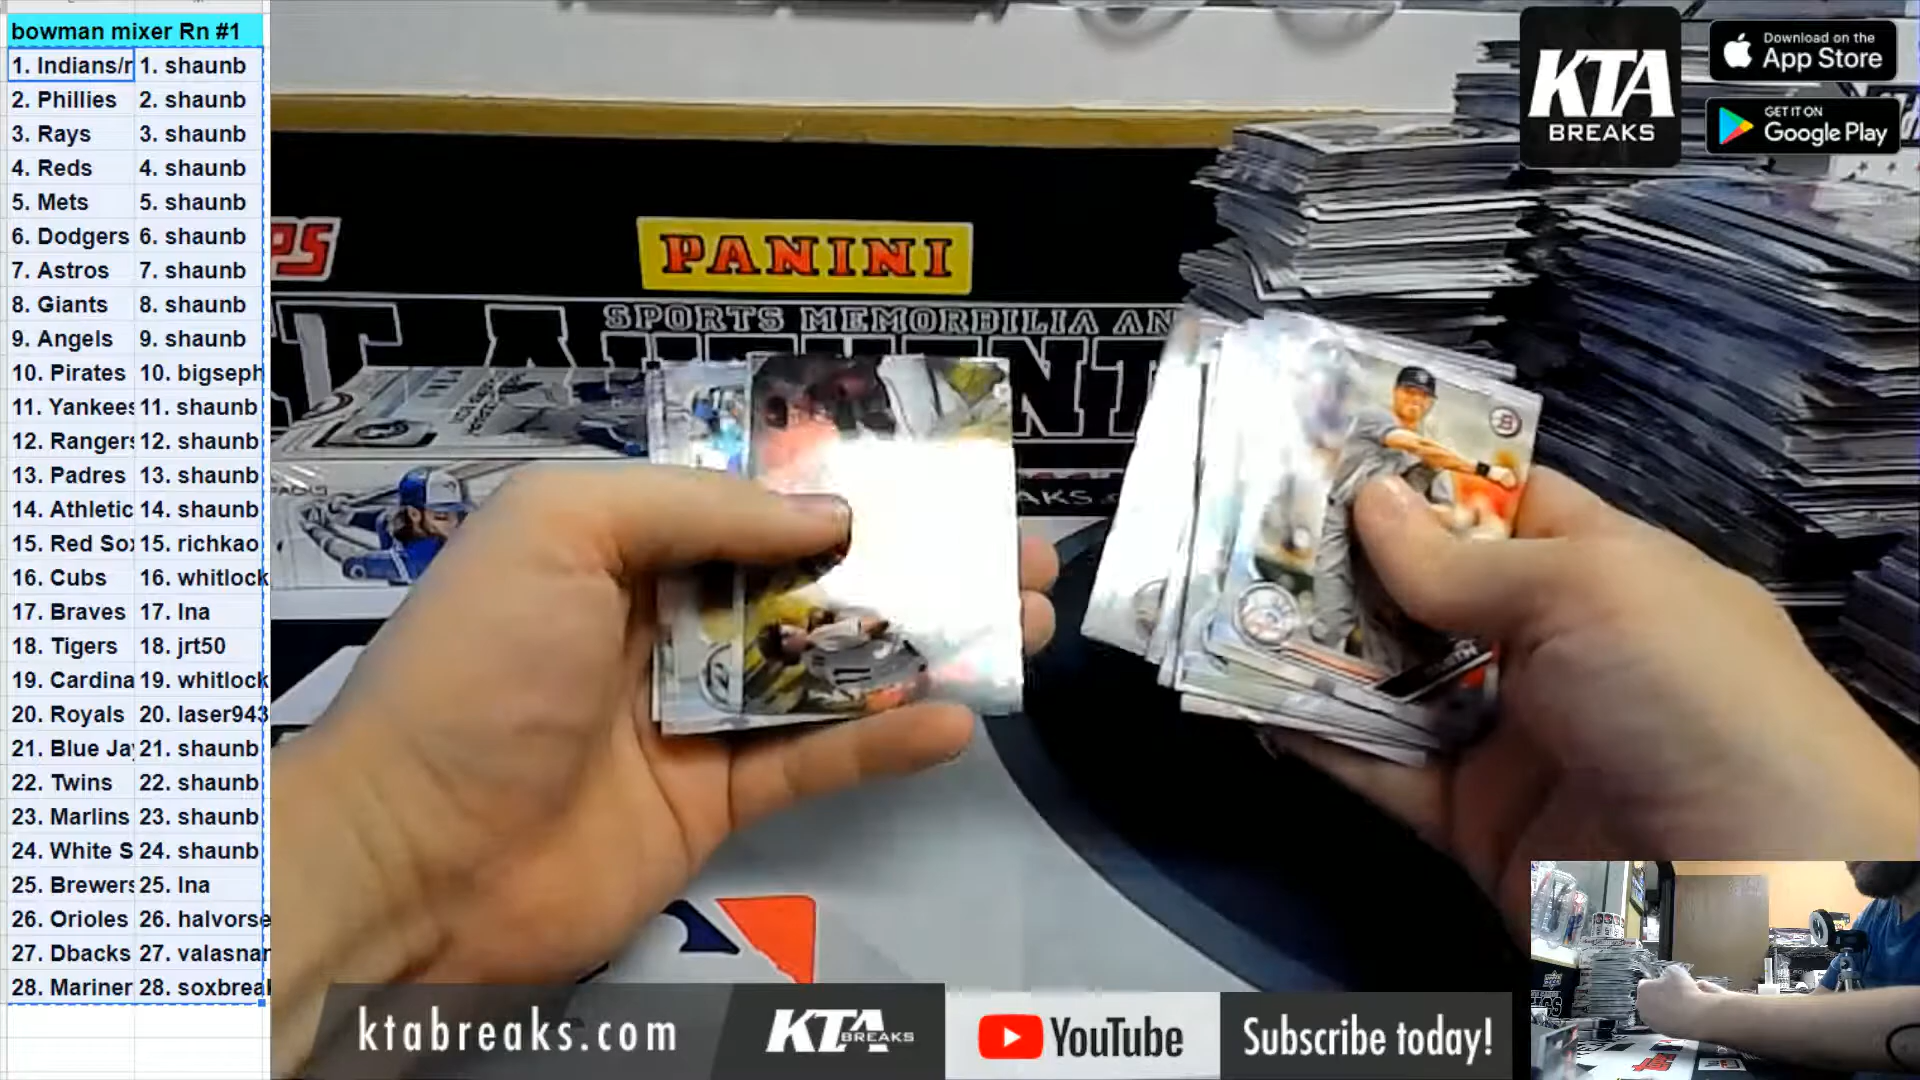 bowman mixer Rn #1
1. Indians/r 1. shaunb
2. Phillies 2. shaunb
3. Rays 3. shaunb
4. Reds 4. shaunb
5. Mets 5. shaunb
6. Dodgers 6. shaunb
7. Astros 7. shaunb
8. Giants 8. shaunb
9. Angels 9. shaunb
10. Pirates 10. bigseph
11. Yankees 11. shaunb
12. Rangers 12. shaunb
13. Padres 13. shaunb
14. Athletic 14. shaunb
15. Red Sox 15. richkao
16. Cubs 16. whitlock
17. Braves 17. lna
18. Tigers 18. jrt50
19. Cardina 19. whitlock
20. Royals 20. laser943
21. Blue Jay 21. shaunb
22. Twins 22. shaunb
23. Marlins 23. shaunb
24. White S 24. shaunb
25. Brewers 25. lna
26. Orioles 26. halvorse
27. Dbacks 27. valasnar
28. Mariner 28. soxbreak
KTA
BREAKS
Download on the
App Store
GET IT ON
Google Play
PANINI
SPORTS MEMORBILIA AN
ktabreaks.com
KTA BREAKS
YouTube
Subscribe today!